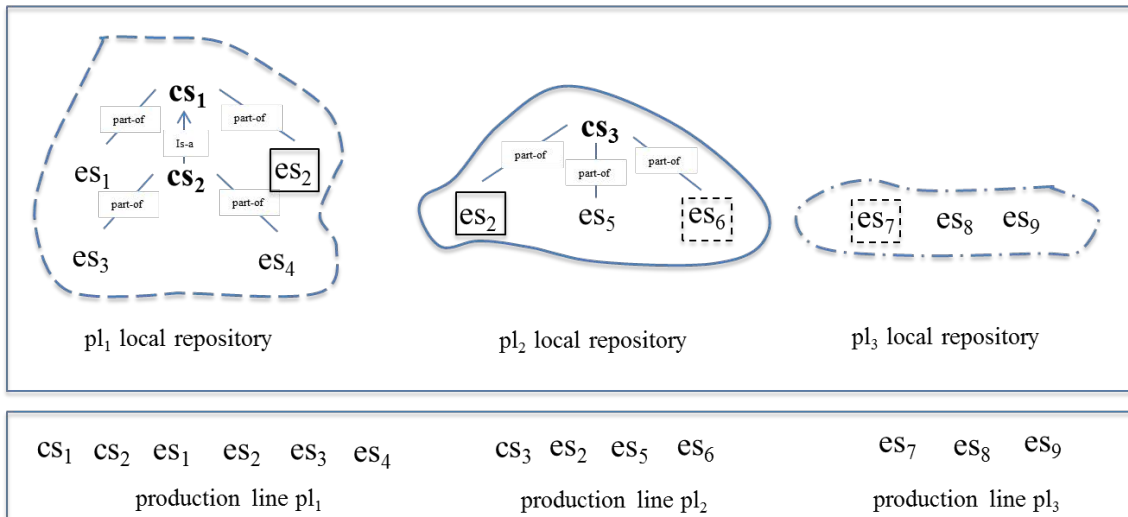 cs₁
part-of part-of
Is-a
es₁ cs₂ es₂
part-of part-of
es₃ es₄
pl₁ local repository
cs₃
part-of part-of part-of
es₂ es₅ es₆
pl₂ local repository
es₇ es₈ es₉
pl₃ local repository
cs₁ cs₂ es₁ es₂ es₃ es₄
production line pl₁
cs₃ es₂ es₅ es₆
production line pl₂
es₇ es₈ es₉
production line pl₃